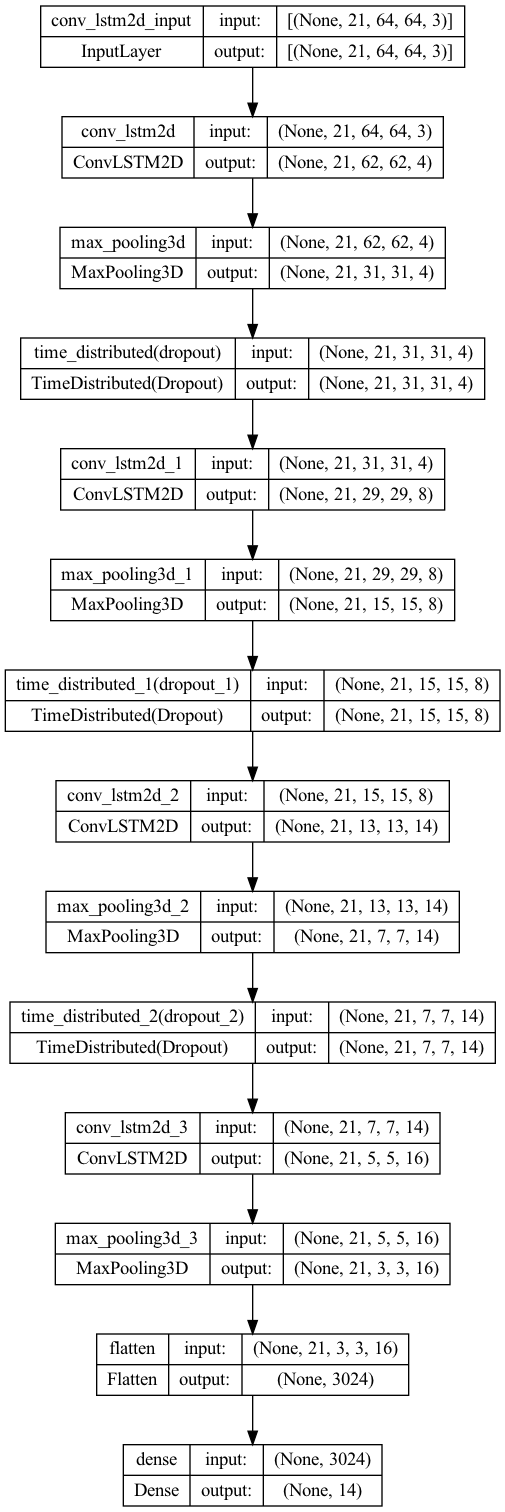 conv_lstm2d_input input: [(None, 21, 64, 64, 3)]
InputLayer output: [(None, 21, 64, 64, 3)]
conv_lstm2d input: (None, 21, 64, 64, 3)
ConvLSTM2D output: (None, 21, 62, 62, 4)
max_pooling3d input: (None, 21, 62, 62, 4)
MaxPooling3D output: (None, 21, 31, 31, 4)
time_distributed(dropout) input: (None, 21, 31, 31, 4)
TimeDistributed(Dropout) output: (None, 21, 31, 31, 4)
conv_lstm2d_1 input: (None, 21, 31, 31, 4)
ConvLSTM2D output: (None, 21, 29, 29, 8)
max_pooling3d_1 input: (None, 21, 29, 29, 8)
MaxPooling3D output: (None, 21, 15, 15, 8)
time_distributed_1(dropout_1) input: (None, 21, 15, 15, 8)
TimeDistributed(Dropout) output: (None, 21, 15, 15, 8)
conv_lstm2d_2 input: (None, 21, 15, 15, 8)
ConvLSTM2D output: (None, 21, 13, 13, 14)
max_pooling3d_2 input: (None, 21, 13, 13, 14)
MaxPooling3D output: (None, 21, 7, 7, 14)
time_distributed_2(dropout_2) input: (None, 21, 7, 7, 14)
TimeDistributed(Dropout) output: (None, 21, 7, 7, 14)
conv_lstm2d_3 input: (None, 21, 7, 7, 14)
ConvLSTM2D output: (None, 21, 5, 5, 16)
max_pooling3d_3 input: (None, 21, 5, 5, 16)
MaxPooling3D output: (None, 21, 3, 3, 16)
flatten input: (None, 21, 3, 3, 16)
Flatten output: (None, 3024)
dense input: (None, 3024)
Dense output: (None, 14)